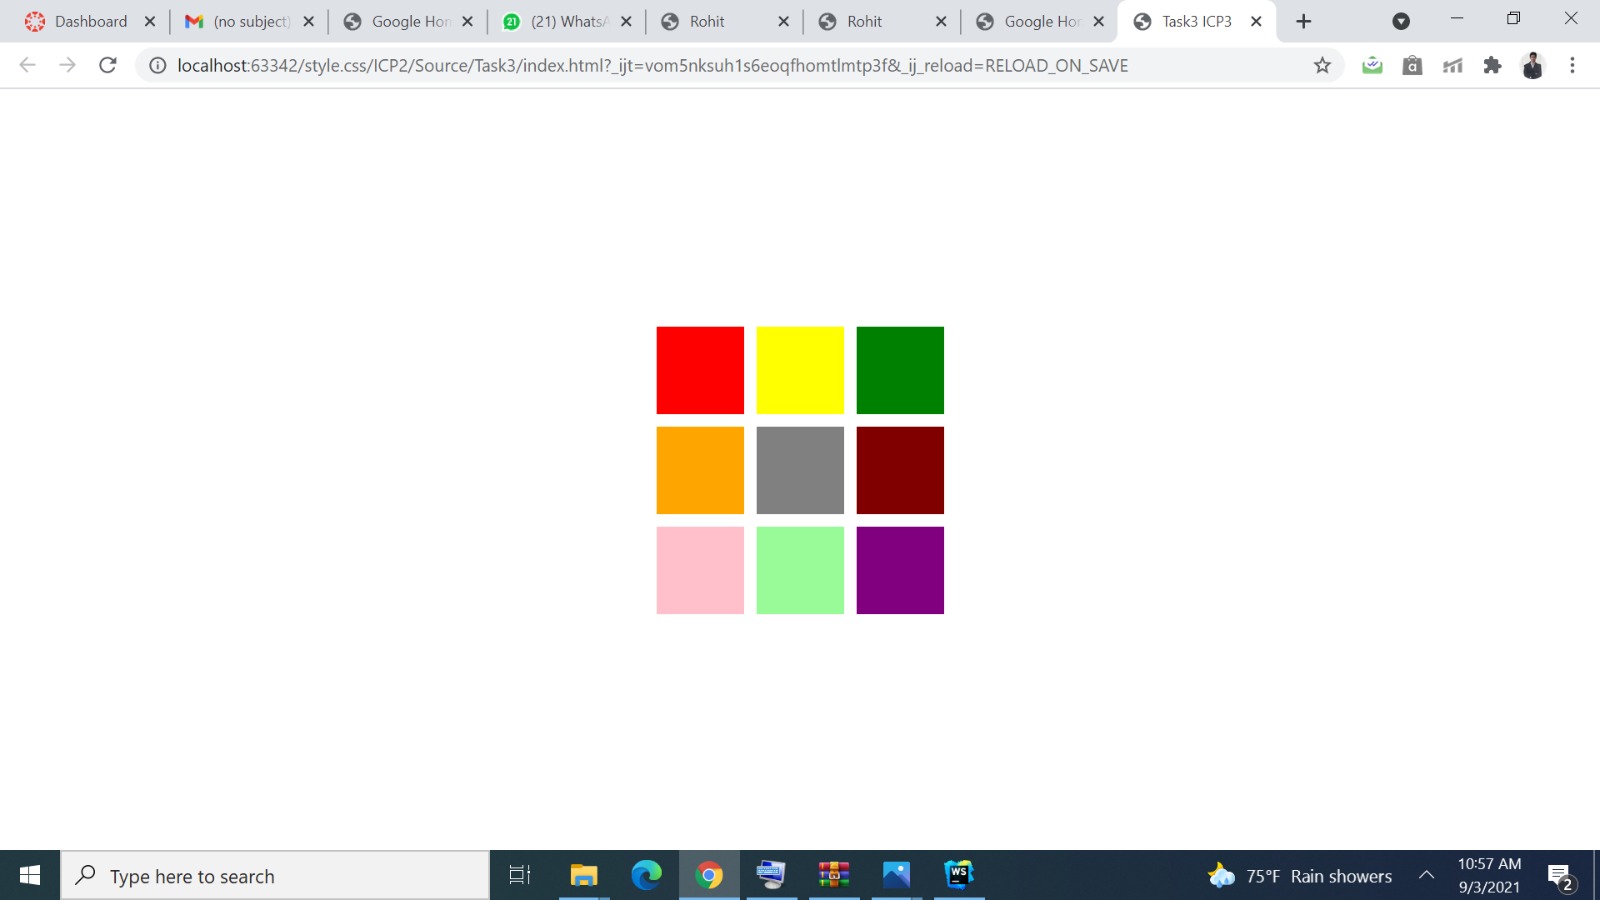 Dashboard
(no subject)
Google Hon
(21) WhatsA
Rohit
Rohit
Google Hor
Task3 ICP3
localhost:63342/style.css/ICP2/Source/Task3/index.html?_ijt=vom5nksuh1s6eoqfhomtlmtp3f&_ij_reload=RELOAD_ON_SAVE
Type here to search
WS
75°F Rain showers
10:57 AM
9/3/2021
2